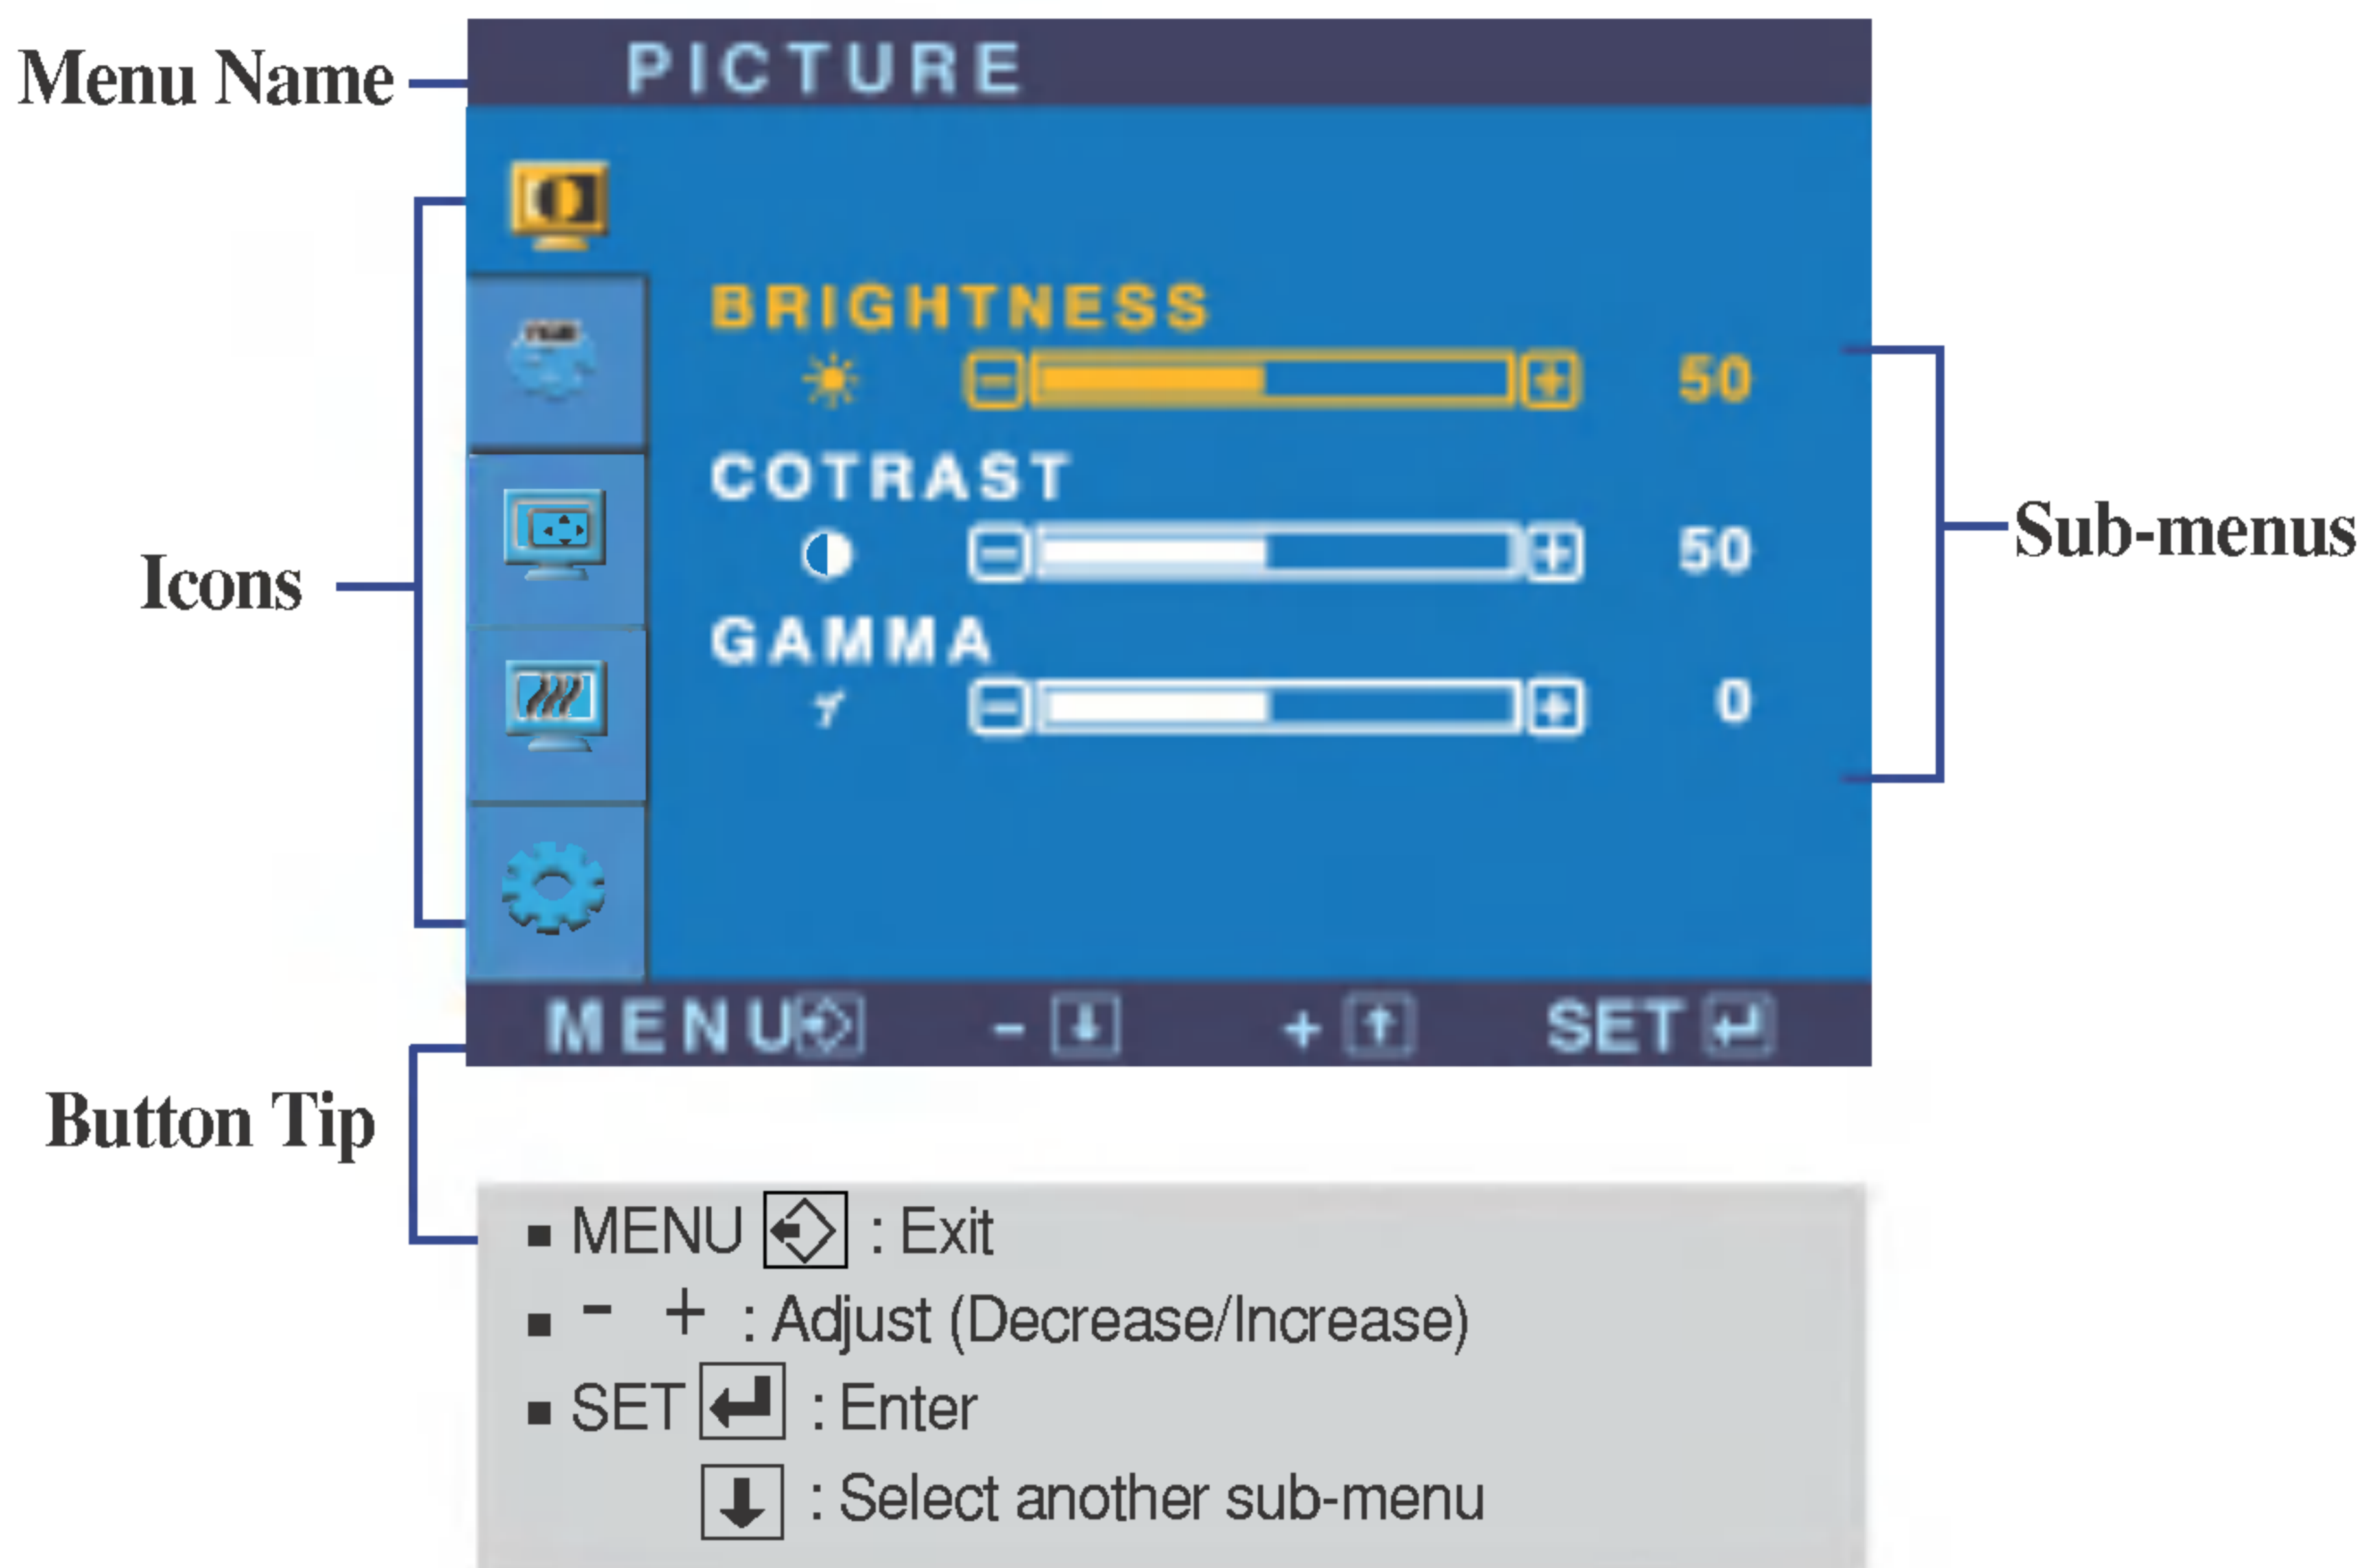 Menu Name
PICTURE
BRIGHTNESS
50
COTRAST
50
GAMMA
0
Icons
Sub-menus
MENU - + SET
Button Tip
■ MENU : Exit
■ - + : Adjust (Decrease/Increase)
■ SET : Enter
: Select another sub-menu